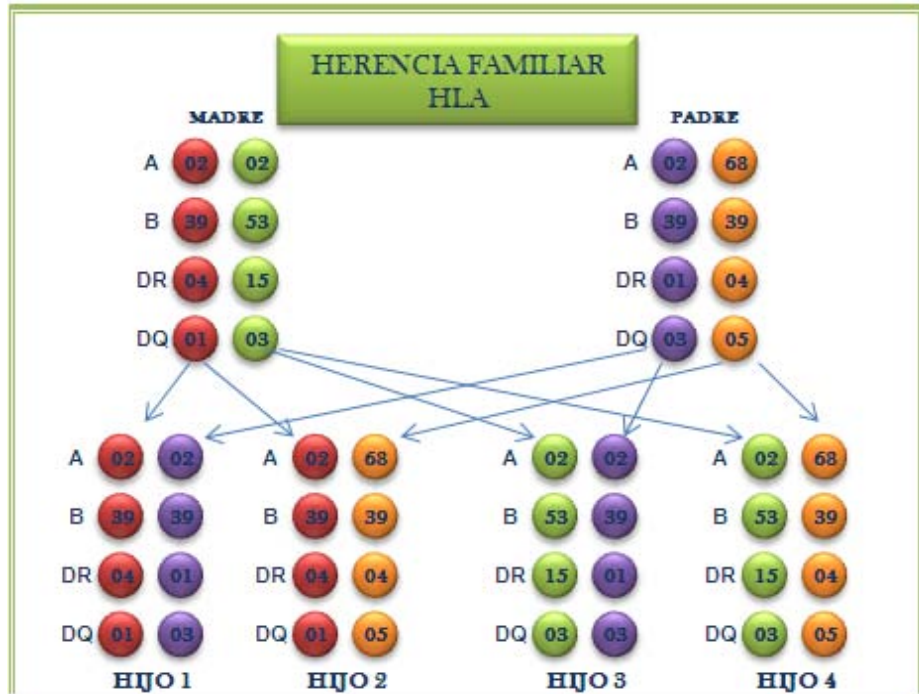 HERENCIA FAMILIAR
HLA
MADRE PADRE
A 02 02 02 68
B 39 53 B 39 39
DR 04 15 DR 01 04
DQ 01 03 DQ 03 05
A 02 02 A 02 68 A 02 02 A 02 68
B 39 39 B 39 39 B 53 39 B 53 39
DR 04 01 DR 04 04 DR 15 01 DR 15 04
DQ 01 03 DQ 01 05 DQ 03 03 DQ 03 05
HIJO 1 HIJO 2 HIJO 3 HIJO 4